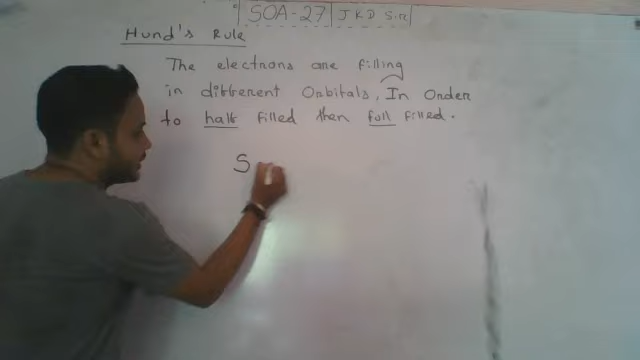 SOA-27 | JKD Sir
Hund's Rule
The electrons are filling
in different Orbitals, In Order
to half filled then full filled.
S